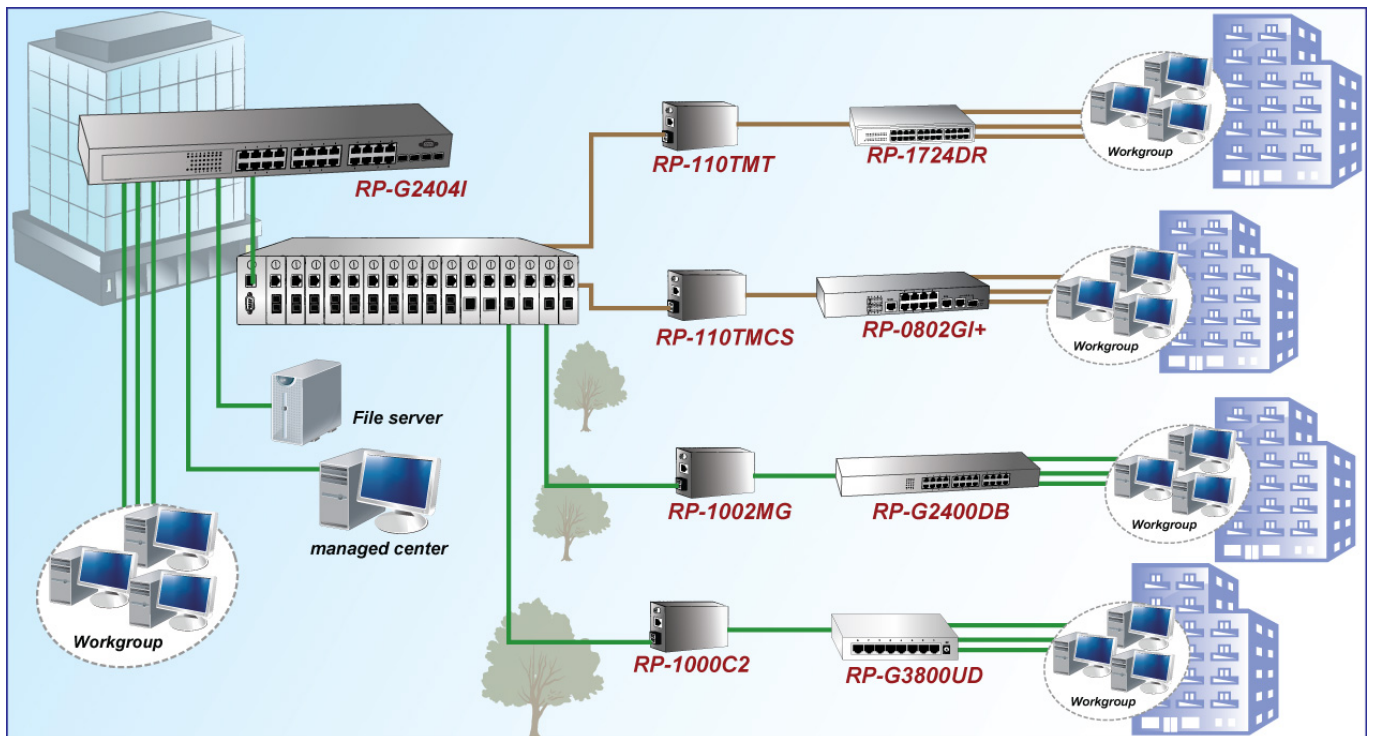 RP-G2404I
RP-110TMT
RP-1724DR
Workgroup
RP-110TMCS
RP-0802GI+
Workgroup
File server
managed center
RP-1002MG
RP-G2400DB
Workgroup
Workgroup
RP-1000C2
RP-G3800UD
Workgroup